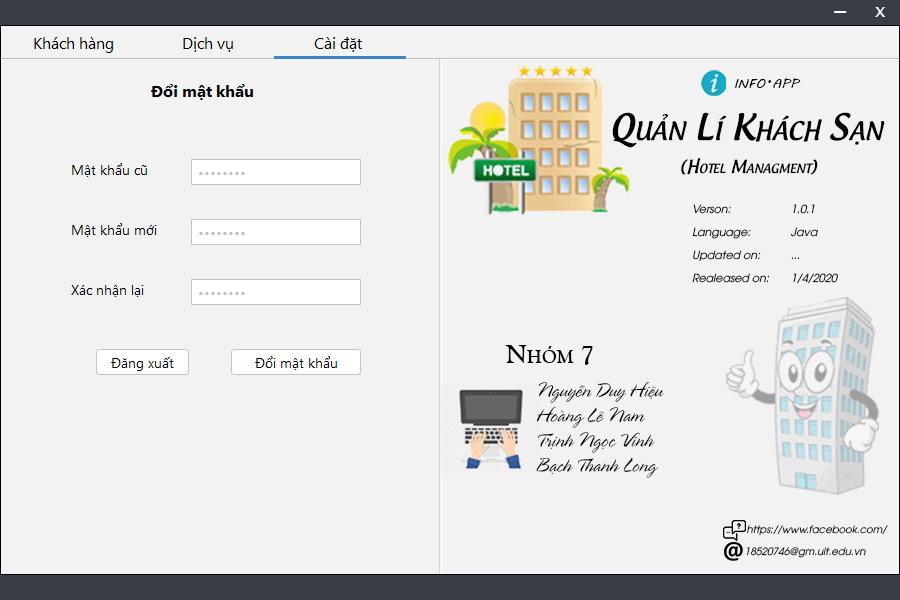 — X
Khách hàng Dịch vụ Cài đặt
Đổi mật khẩu
Mật khẩu cũ
Mật khẩu mới
Xác nhận lại
Đăng xuất Đổi mật khẩu
HOTEL
i INFO*APP
Quản Lí Khách Sạn
(Hotel Managment)
Verson: 1.0.1
Language: Java
Updated on: ...
Realeased on: 1/4/2020
Nhóm 7
Nguyễn Duy Hiệu
Hoàng Lê Nam
Trịnh Ngọc Vinh
Bạch Thanh Long
https://www.facebook.com/
@ 18520746@gm.uit.edu.vn